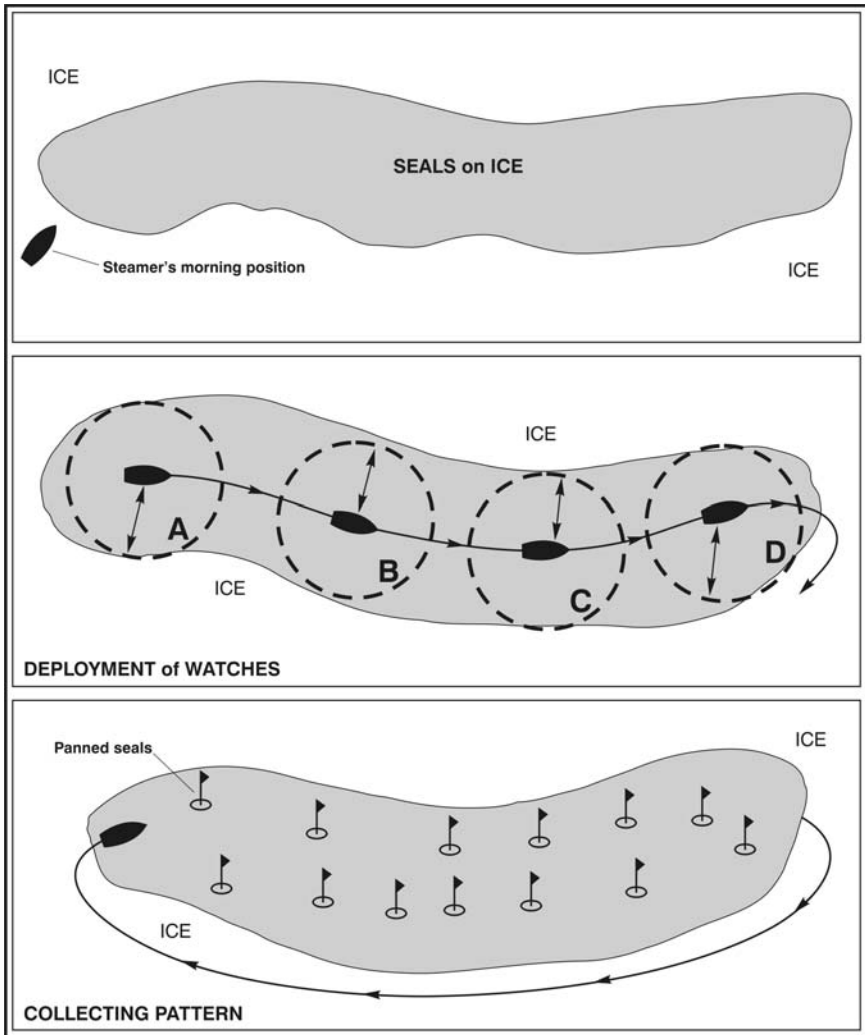 ICE
SEALS on ICE
Steamer's morning position
ICE
ICE
A
B
C
D
ICE
DEPLOYMENT of WATCHES
ICE
Panned seals
ICE
COLLECTING PATTERN